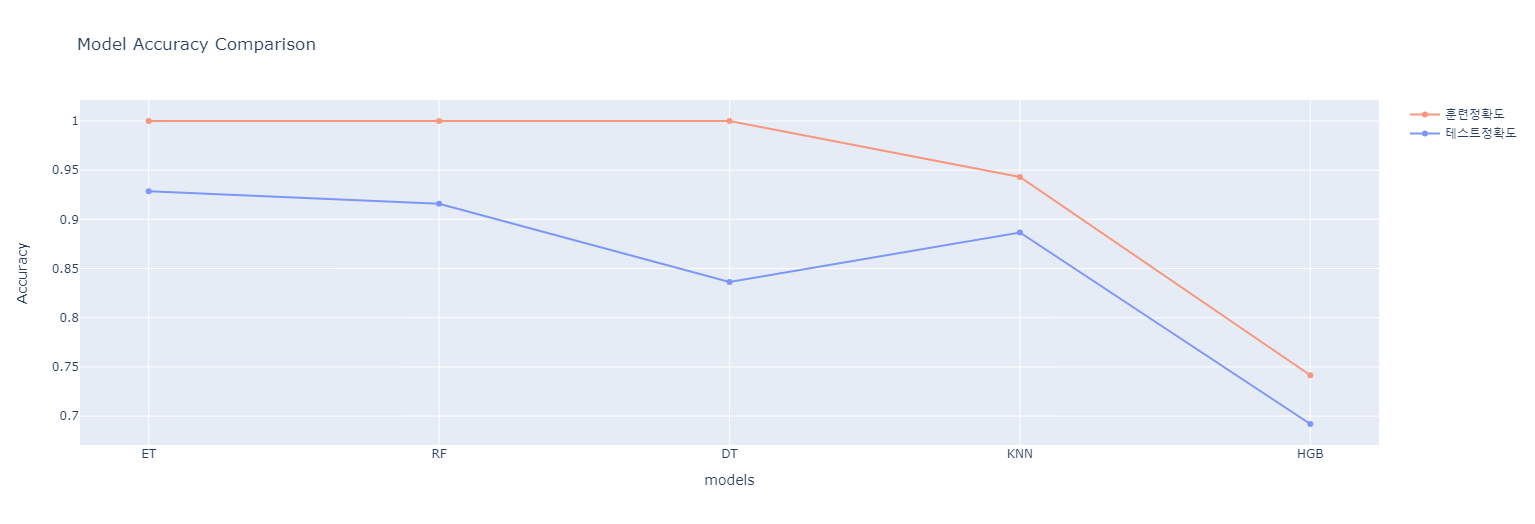 Model Accuracy Comparison
훈련정확도
테스트정확도
1
0.95
0.9
0.85
0.8
0.75
0.7
Accuracy
ET
RF
DT
KNN
HGB
models